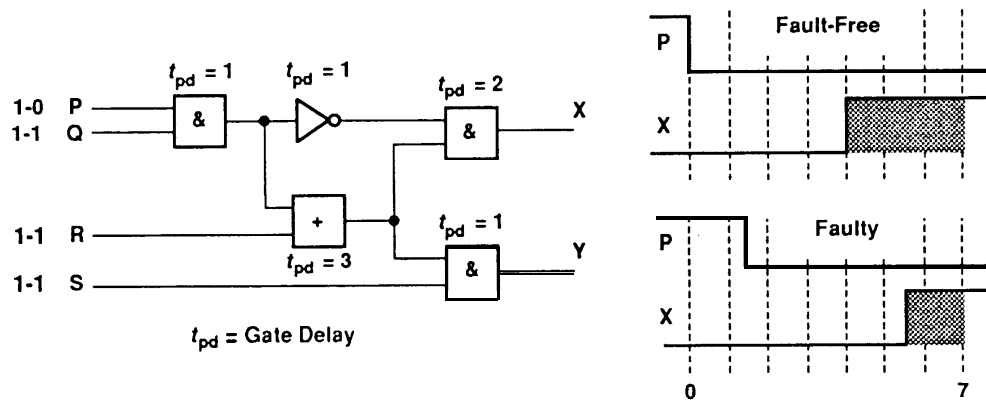 t_pd = 1
t_pd = 1
t_pd = 2
1-0 P
&
X
1-1 Q
&
1-1 R
+
t_pd = 3
t_pd = 1
Y
1-1 S
&
t_pd = Gate Delay
Fault-Free
P
X
Faulty
P
X
0 7